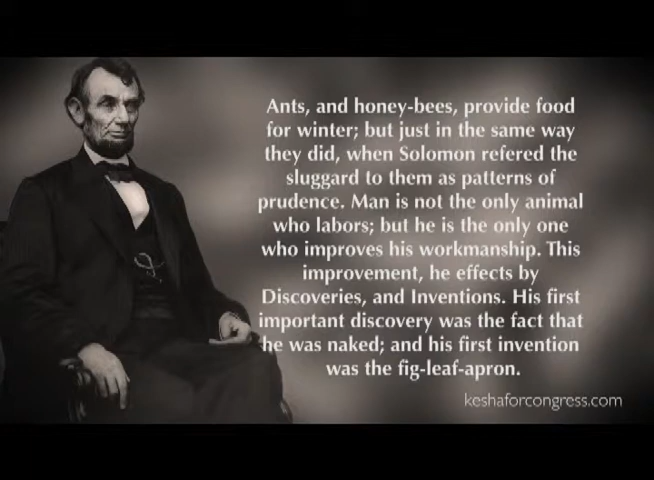 Ants, and honey-bees, provide food
for winter; but just in the same way
they did, when Solomon refered the
sluggard to them as patterns of
prudence. Man is not the only animal
who labors; but he is the only one
who improves his workmanship. This
improvement, he effects by
Discoveries, and Inventions. His first
important discovery was the fact that
he was naked; and his first invention
was the fig-leaf-apron.
keshaforcongress.com